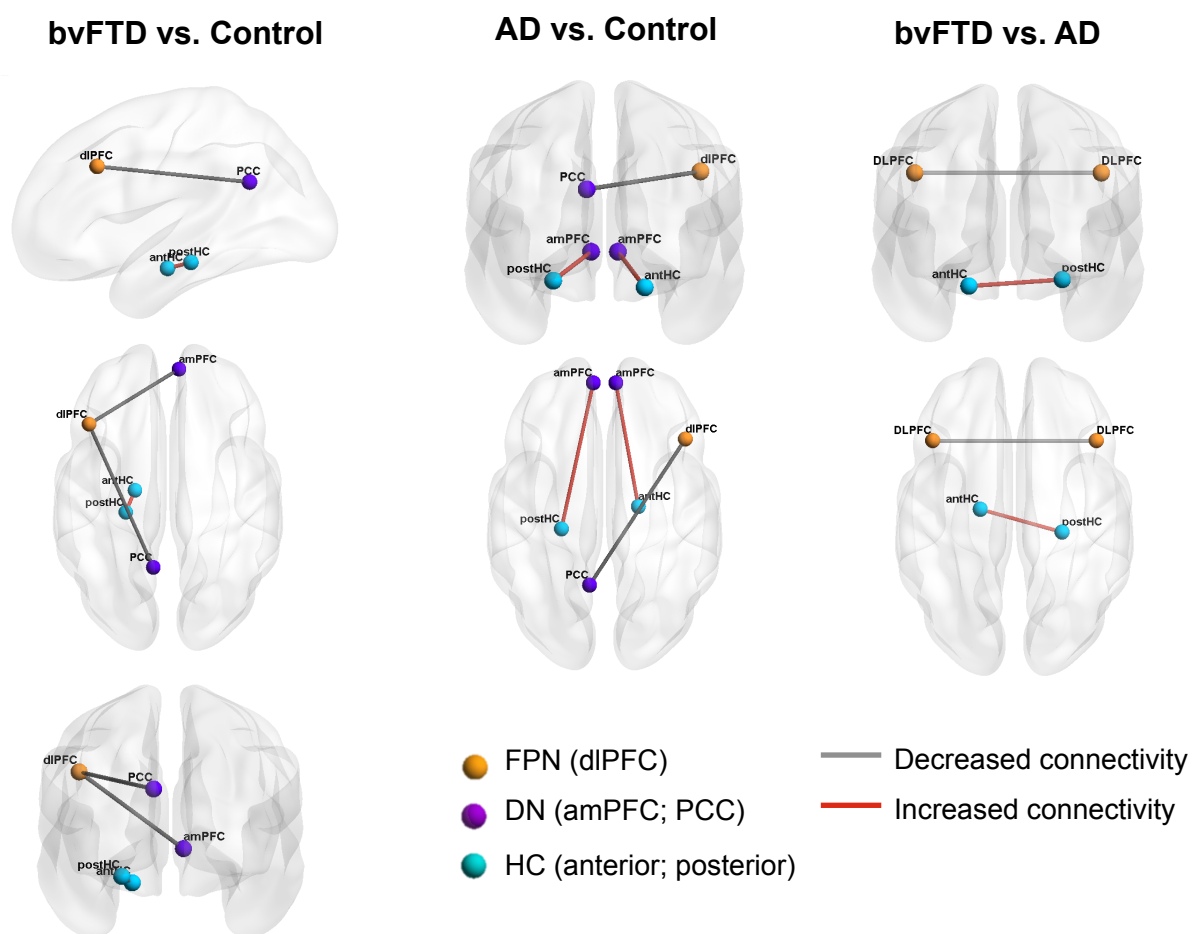 bvFTD vs. Control
AD vs. Control
bvFTD vs. AD
dlPFC
PCC
antHC
postHC
amPFC
dlPFC
antHC
postHC
PCC
dlPFC
PCC
amPFC
postHC
antHC
dlPFC
PCC
amPFC
amPFC
postHC
antHC
amPFC
amPFC
dlPFC
antHC
postHC
PCC
DLPFC
DLPFC
antHC
postHC
DLPFC
DLPFC
antHC
postHC
FPN (dlPFC)
DN (amPFC; PCC)
HC (anterior; posterior)
Decreased connectivity
Increased connectivity